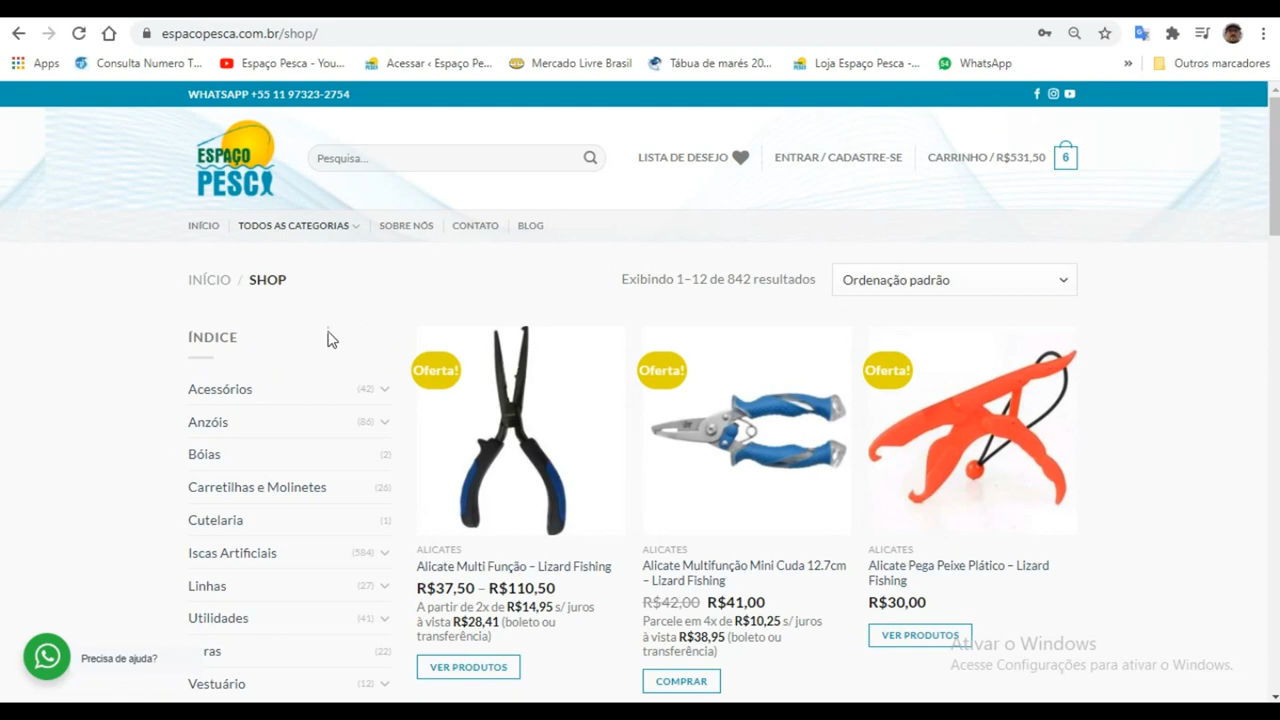 espacopesca.com.br/shop/
Apps
Consulta Numero T...
Espaço Pesca - You...
Acessar ‹ Espaço Pe...
Mercado Livre Brasil
Tábua de marés 20...
Loja Espaço Pesca -...
WhatsApp
»
Outros marcadores
WHATSAPP +55 11 97323-2754
ESPAÇO
PESCA
Pesquisa...
LISTA DE DESEJO
ENTRAR / CADASTRE-SE
CARRINHO / R$531,50
6
INÍCIO
TODOS AS CATEGORIAS
SOBRE NÓS
CONTATO
BLOG
INÍCIO / SHOP
Exibindo 1–12 de 842 resultados
Ordenação padrão
ÍNDICE
Acessórios (42)
Anzóis (86)
Bóias (2)
Carretilhas e Molinetes (26)
Cutelaria (1)
Iscas Artificiais (584)
Linhas (27)
Utilidades (41)
(22)
Vestuário (12)
Precisa de ajuda?
Oferta!
ALICATES
Alicate Multi Função – Lizard Fishing
R$37,50 – R$110,50
A partir de 2x de R$14,95 s/ juros
à vista R$28,41 (boleto ou
transferência)
VER PRODUTOS
Oferta!
ALICATES
Alicate Multifunção Mini Cuda 12.7cm
– Lizard Fishing
R$42,00 R$41,00
Parcele em 4x de R$10,25 s/ juros
à vista R$38,95 (boleto ou
transferência)
COMPRAR
Oferta!
ALICATES
Alicate Pega Peixe Plático – Lizard
Fishing
R$30,00
VER PRODUTOS
Ativar o Windows
Acesse Configurações para ativar o Windows.